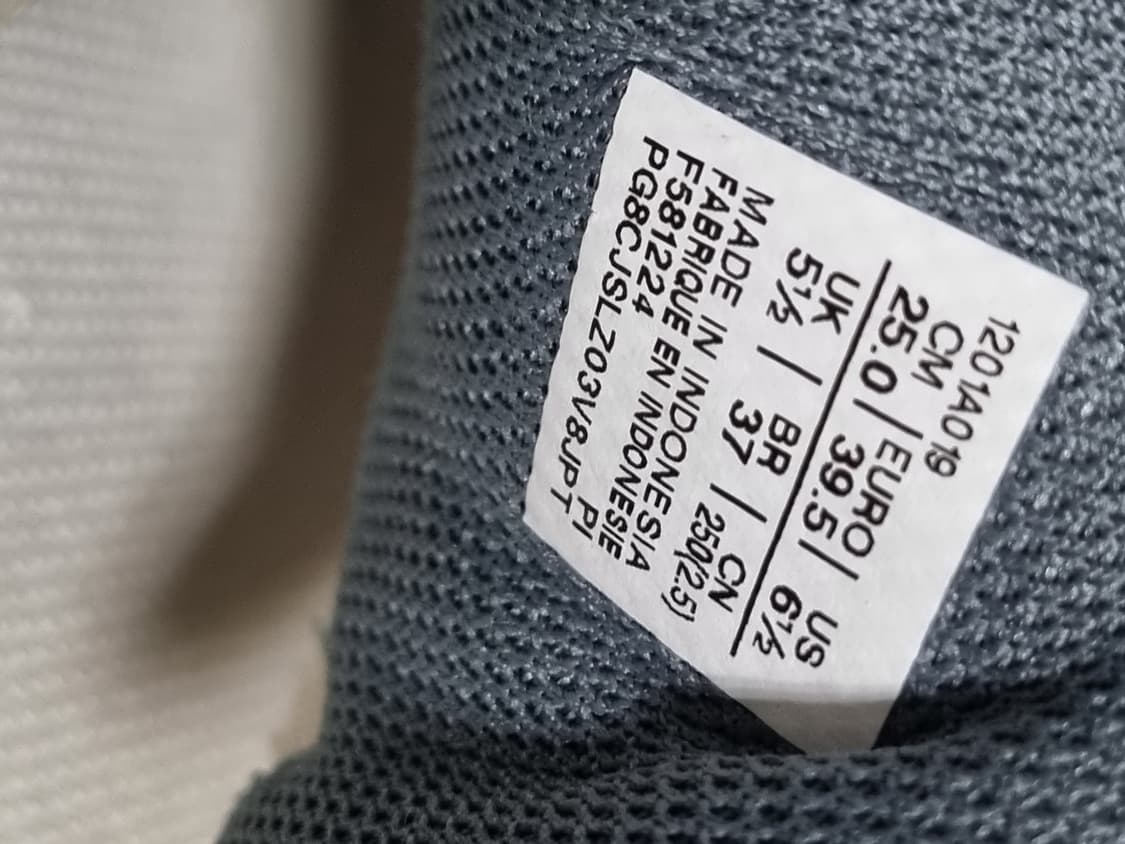 1201A019
CM | EURO | US
25.0 | 39.5 | 6½
UK | BR | CN
5½ | 37 | 250(2.5)
MADE IN INDONESIA
FABRIQUE EN INDONESIE
F581224 PI
PG8CJSLZ03V8JPT